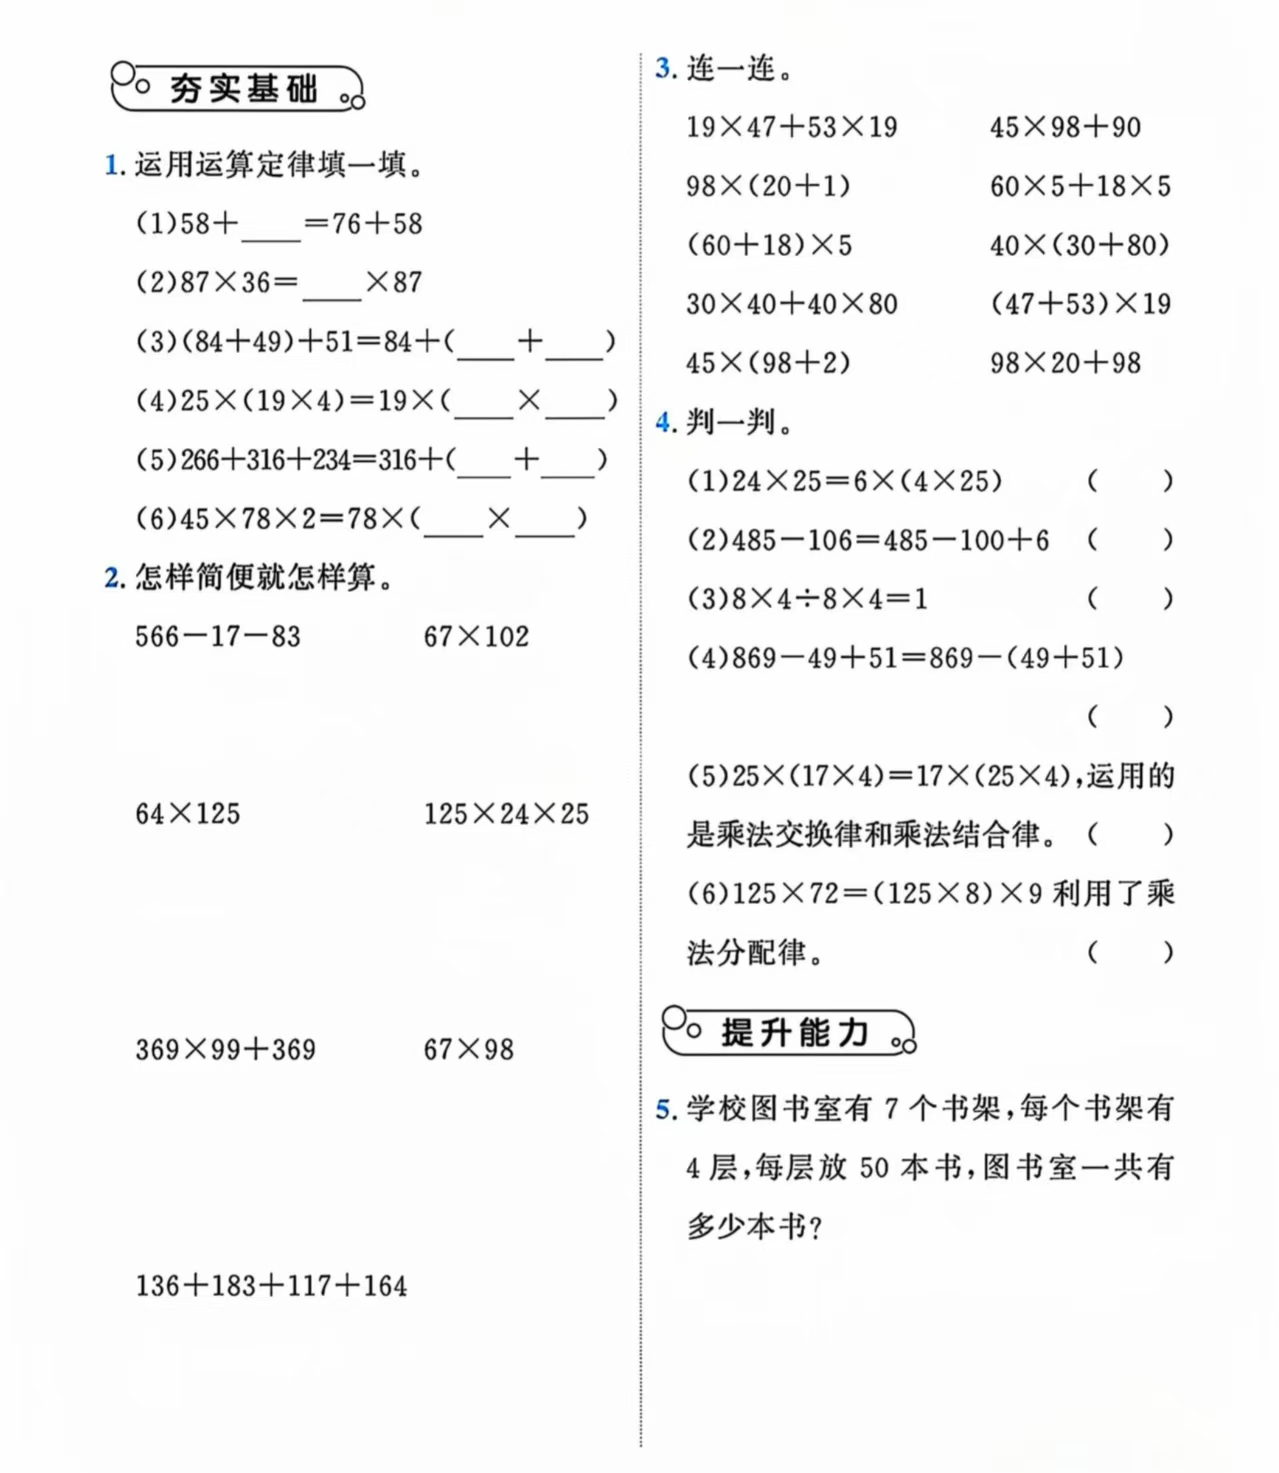 夯实基础
1. 运用运算定律填一填。
(1)58+____=76+58
(2)87×36=____×87
(3)(84+49)+51=84+(____+____)
(4)25×(19×4)=19×(____×____)
(5)266+316+234=316+(____+____)
(6)45×78×2=78×(____×____)
2. 怎样简便就怎样算。
566-17-83 67×102
64×125 125×24×25
369×99+369 67×98
136+183+117+164
3. 连一连。
19×47+53×19 45×98+90
98×(20+1) 60×5+18×5
(60+18)×5 40×(30+80)
30×40+40×80 (47+53)×19
45×(98+2) 98×20+98
4. 判一判。
(1)24×25=6×(4×25) ( )
(2)485-106=485-100+6 ( )
(3)8×4÷8×4=1 ( )
(4)869-49+51=869-(49+51)
( )
(5)25×(17×4)=17×(25×4),运用的
是乘法交换律和乘法结合律。 ( )
(6)125×72=(125×8)×9 利用了乘
法分配律。 ( )
提升能力
5. 学校图书室有 7 个书架,每个书架有
4 层,每层放 50 本书,图书室一共有
多少本书?